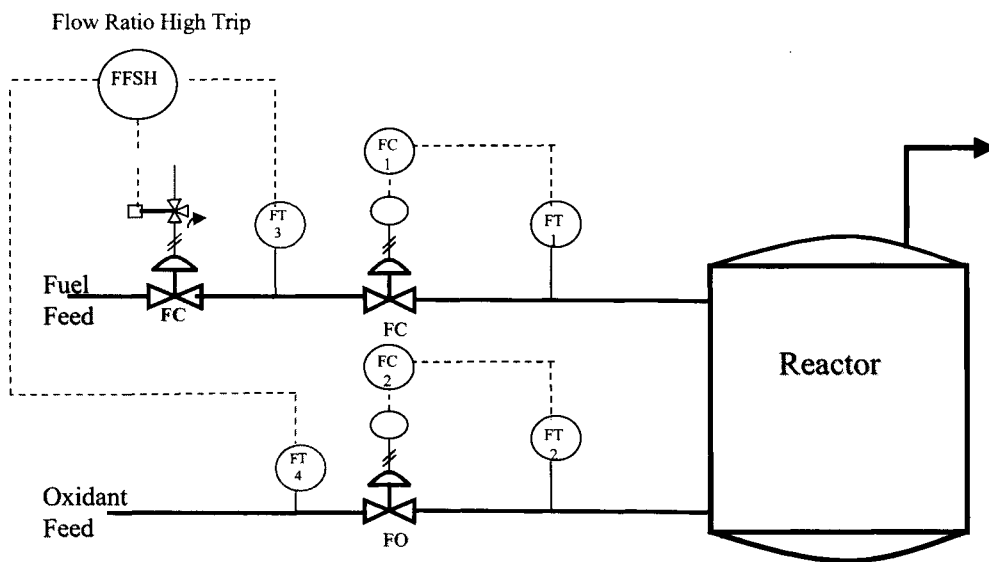 Flow Ratio High Trip
FFSH
FC
1
FT
3
FT
1
Fuel
Feed
FC
FC
FC
2
Reactor
FT
2
FT
4
Oxidant
Feed
FO